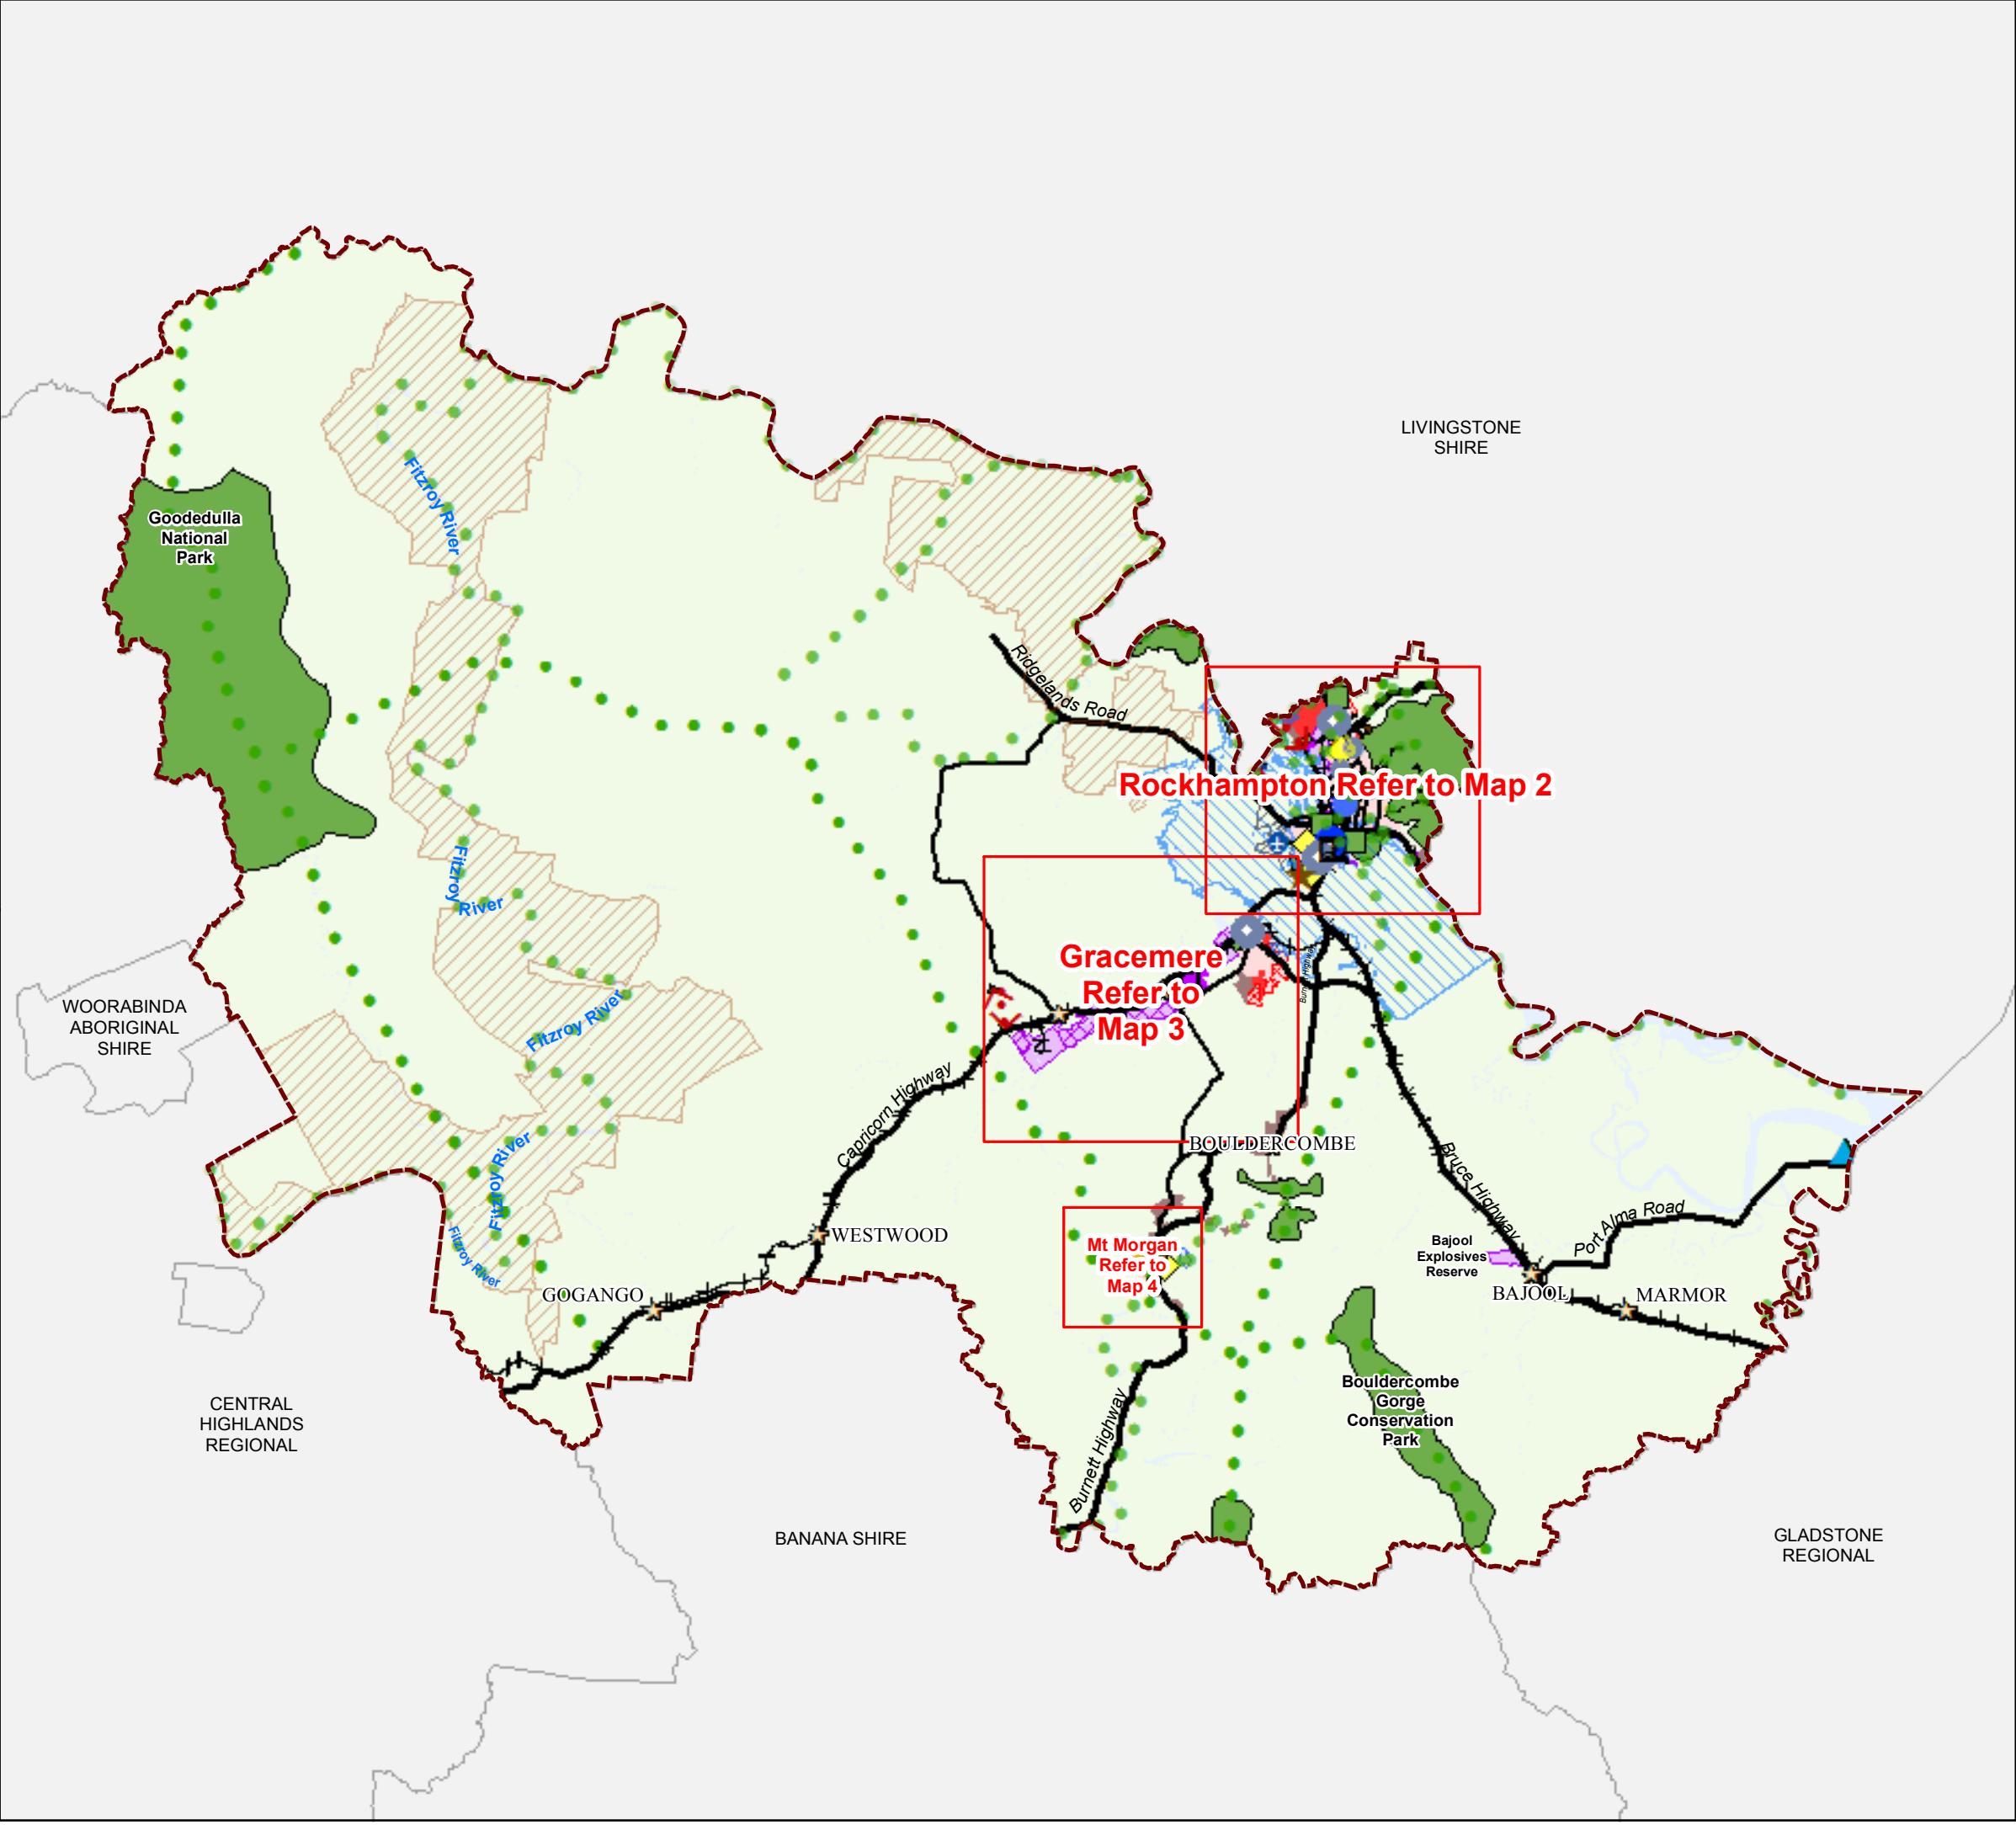 LIVINGSTONE
SHIRE
Goodedulla
National
Park
Fitzroy River
Ridgelands Road
Rockhampton Refer to Map 2
Fitzroy
River
Gracemere
Refer to
Map 3
Burnett Highway
WOORABINDA
ABORIGINAL
SHIRE
Fitzroy River
Capricorn Highway
BOULDERCOMBE
Fitzroy River
Bruce Highway
Port Alma Road
WESTWOOD
Fitzroy River
Mt Morgan
Refer to
Map 4
Bajool
Explosives
Reserve
GOGANGO
BAJOOL
MARMOR
CENTRAL
HIGHLANDS
REGIONAL
Bouldercombe
Gorge
Conservation
Park
Burnett Highway
BANANA SHIRE
GLADSTONE
REGIONAL